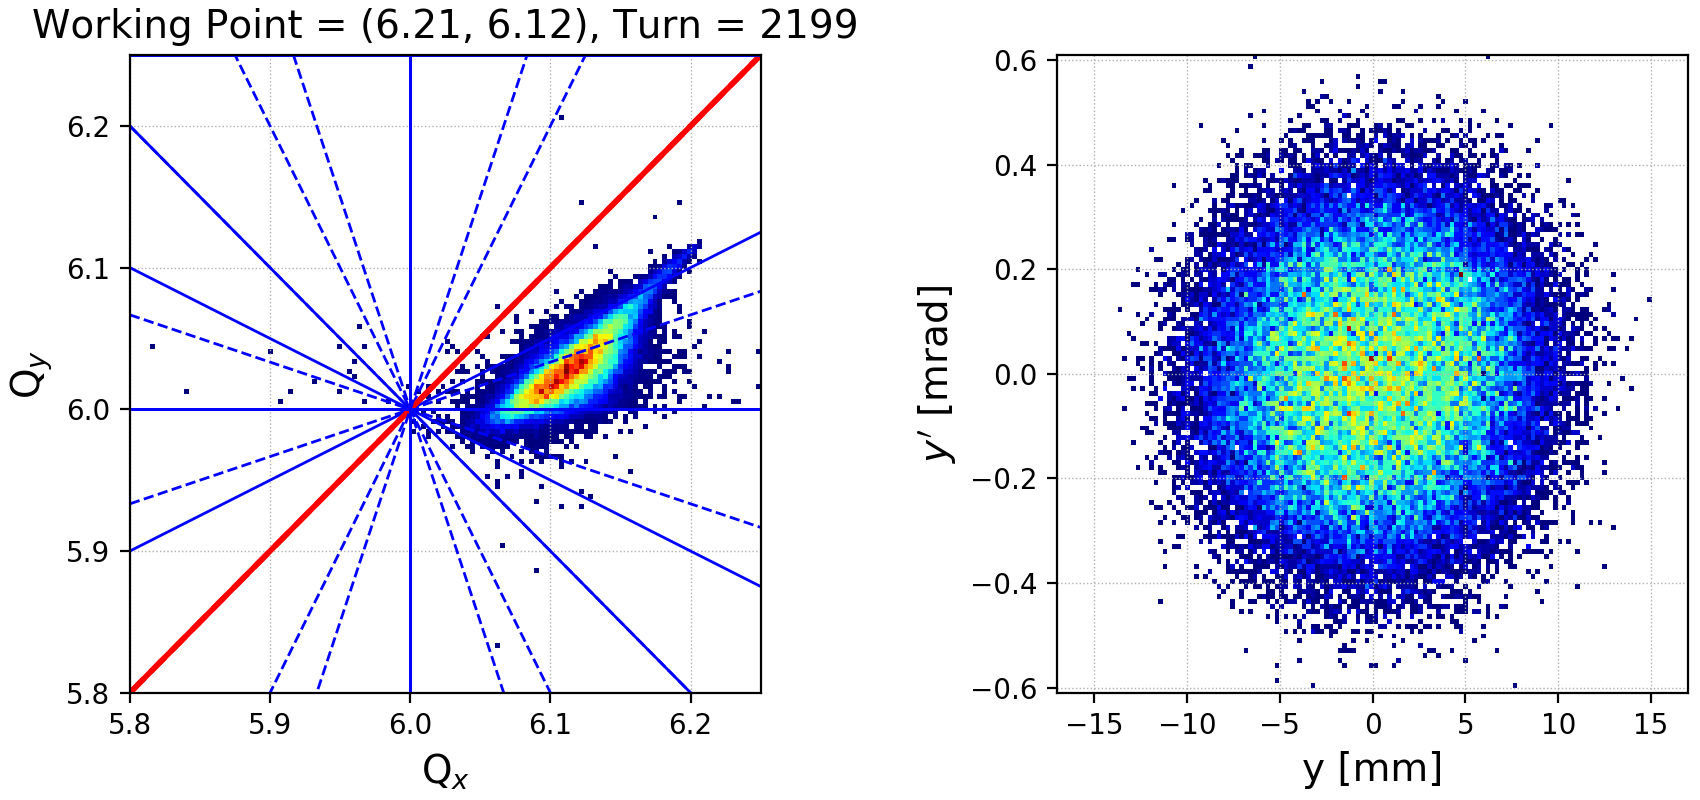 Working Point = (6.21, 6.12), Turn = 2199
6.2
6.1
6.0
5.9
5.8
Q_y
5.8 5.9 6.0 6.1 6.2
Q_x
0.6
0.4
0.2
0.0
−0.2
−0.4
−0.6
y′ [mrad]
−15 −10 −5 0 5 10 15
y [mm]